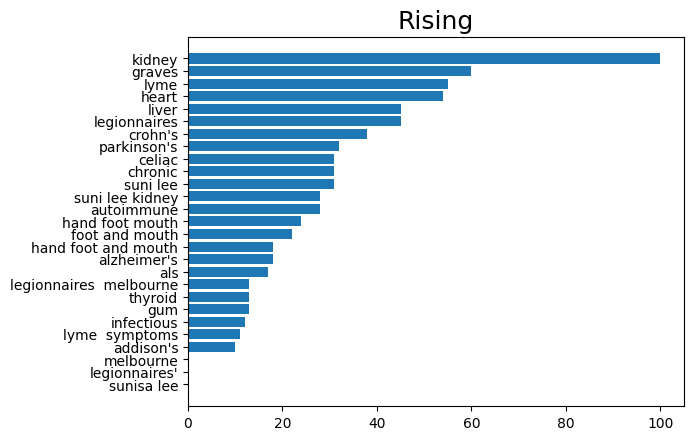 Rising
kidney
graves
lyme
heart
liver
legionnaires
crohn's
parkinson's
celiac
chronic
suni lee
suni lee kidney
autoimmune
hand foot mouth
foot and mouth
hand foot and mouth
alzheimer's
als
legionnaires  melbourne
thyroid
gum
infectious
lyme  symptoms
addison's
melbourne
legionnaires'
sunisa lee
0 20 40 60 80 100